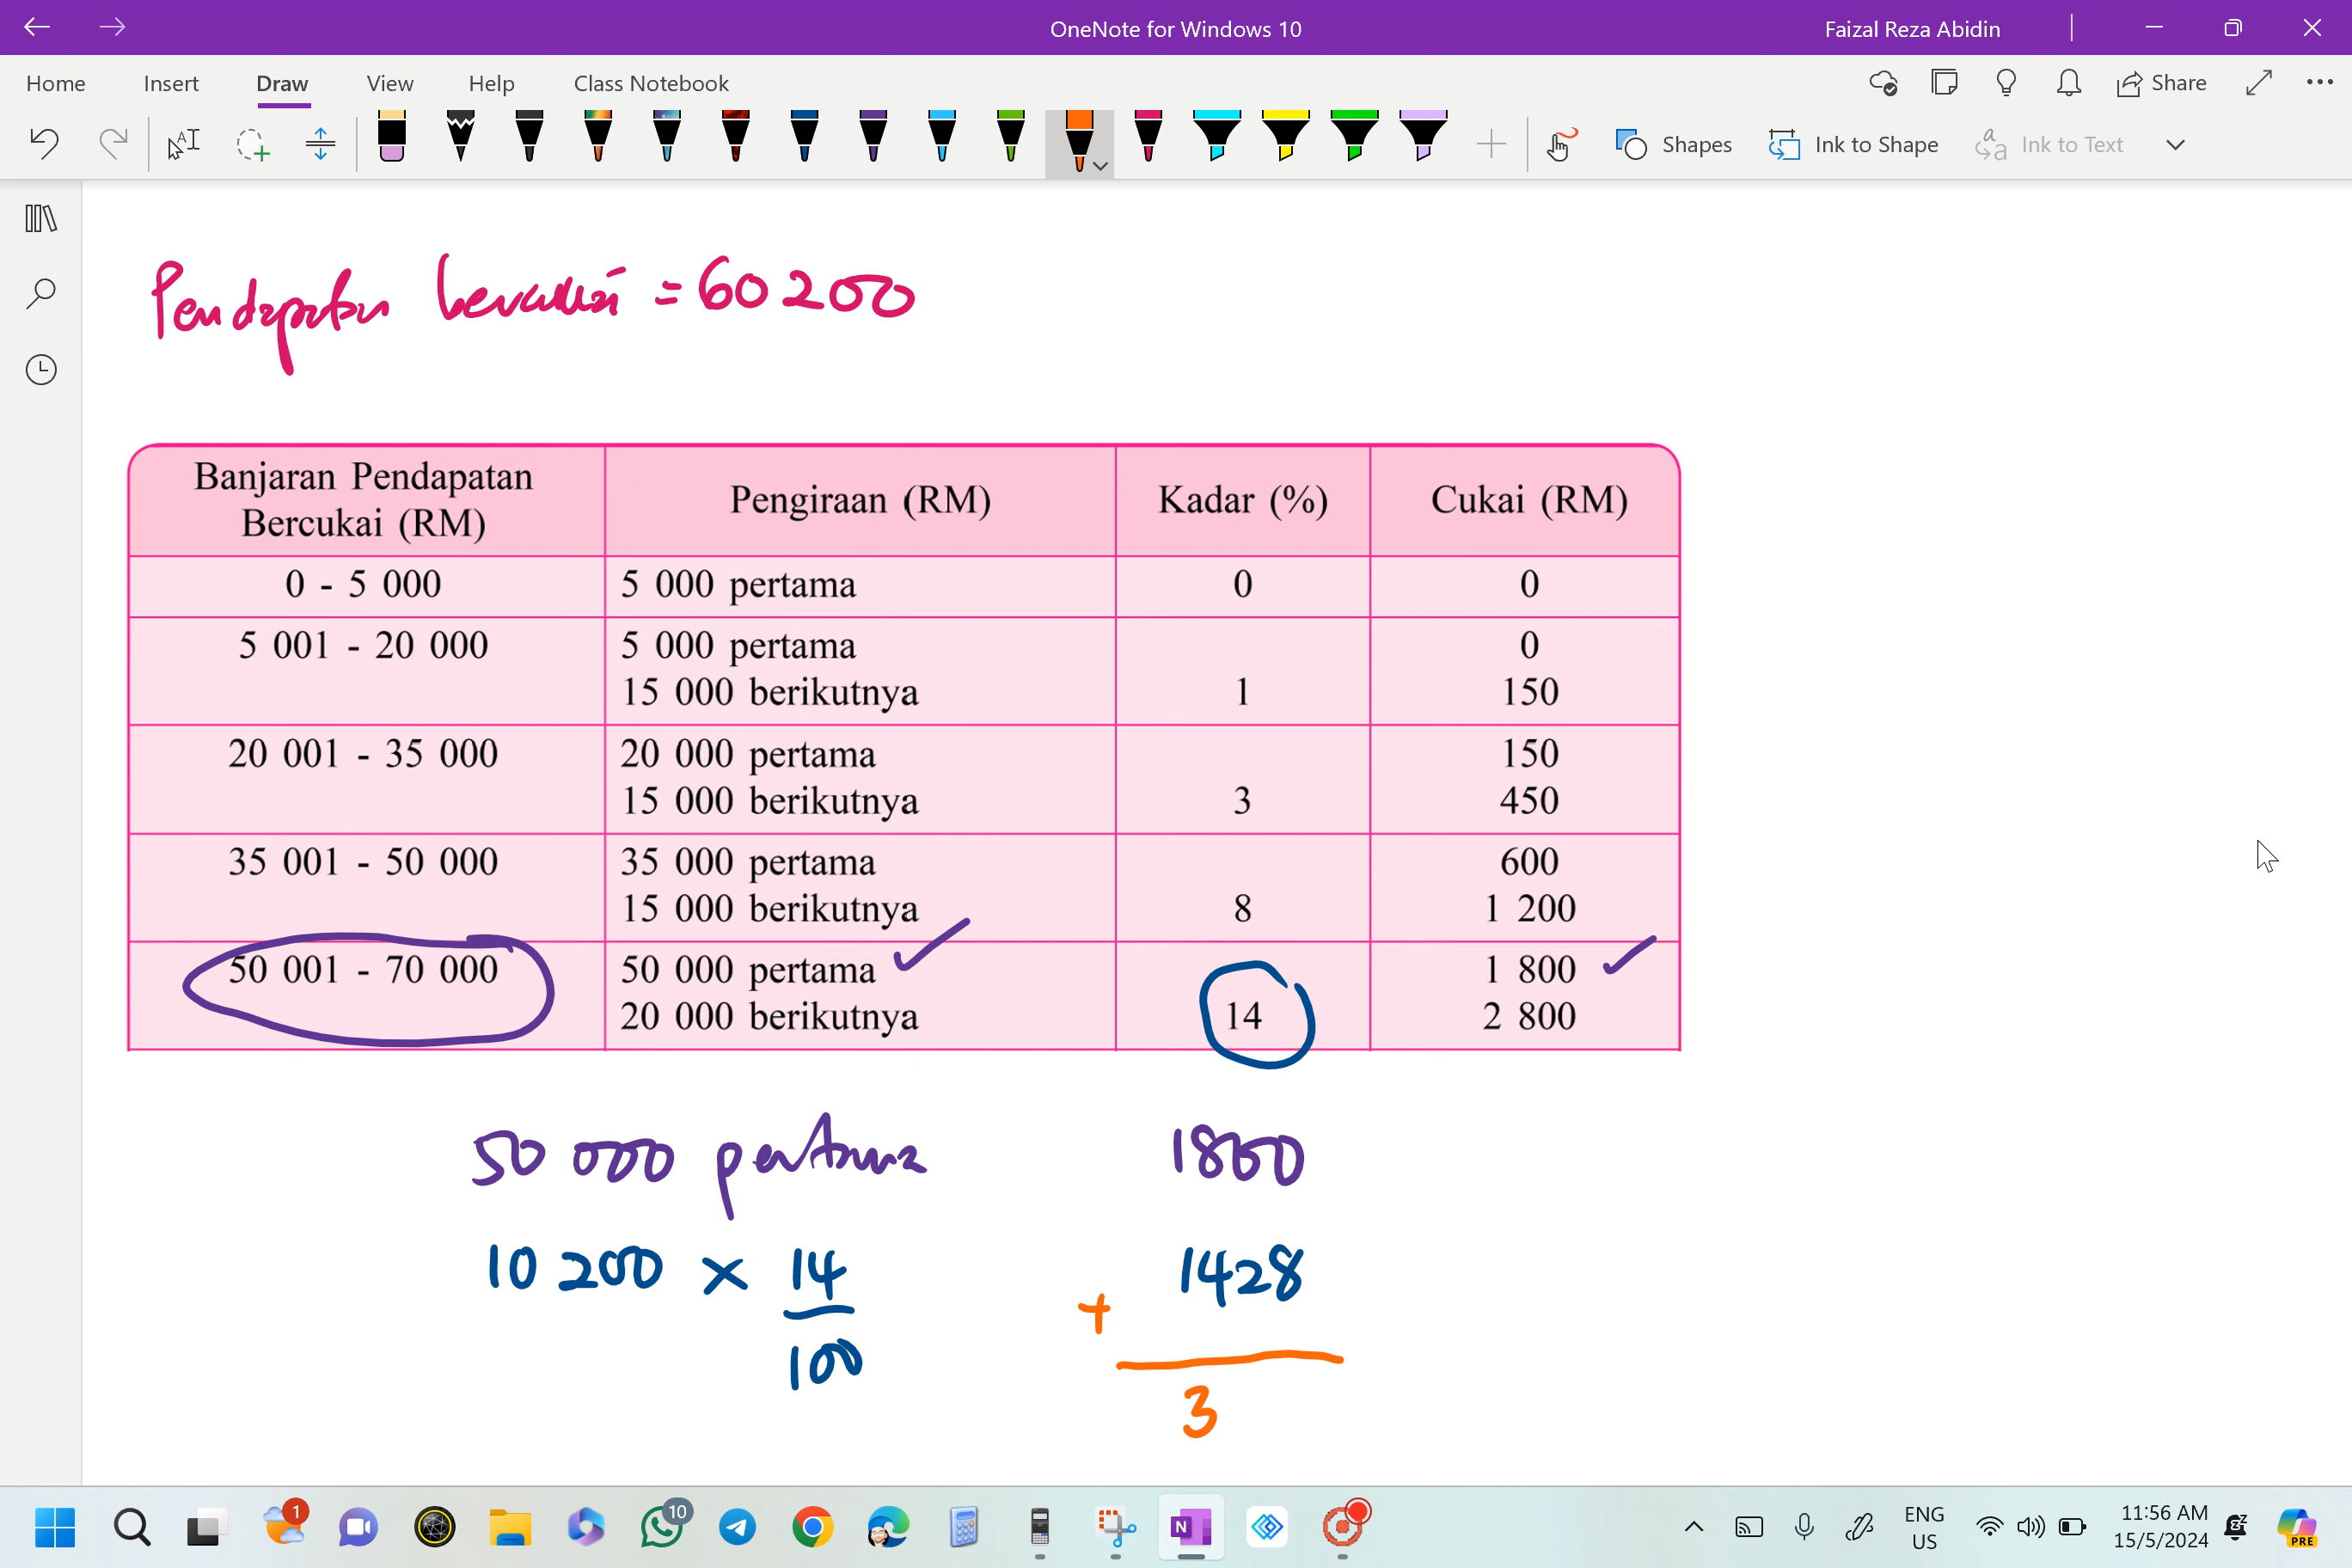 OneNote for Windows 10
Faizal Reza Abidin
Home Insert Draw View Help Class Notebook
Share
Shapes Ink to Shape Ink to Text
Pendapatan bercukai = 60 200
Banjaran Pendapatan Bercukai (RM) Pengiraan (RM) Kadar (%) Cukai (RM)
0 - 5 000 5 000 pertama 0 0
5 001 - 20 000 5 000 pertama 0
15 000 berikutnya 1 150
20 001 - 35 000 20 000 pertama 150
15 000 berikutnya 3 450
35 001 - 50 000 35 000 pertama 600
15 000 berikutnya 8 1 200
50 001 - 70 000 50 000 pertama 1 800
20 000 berikutnya 14 2 800
50 000 pertama 1800
10 200 × 14 1428
+
100
3
1
10
ENG
US
11:56 AM
15/5/2024
PRE